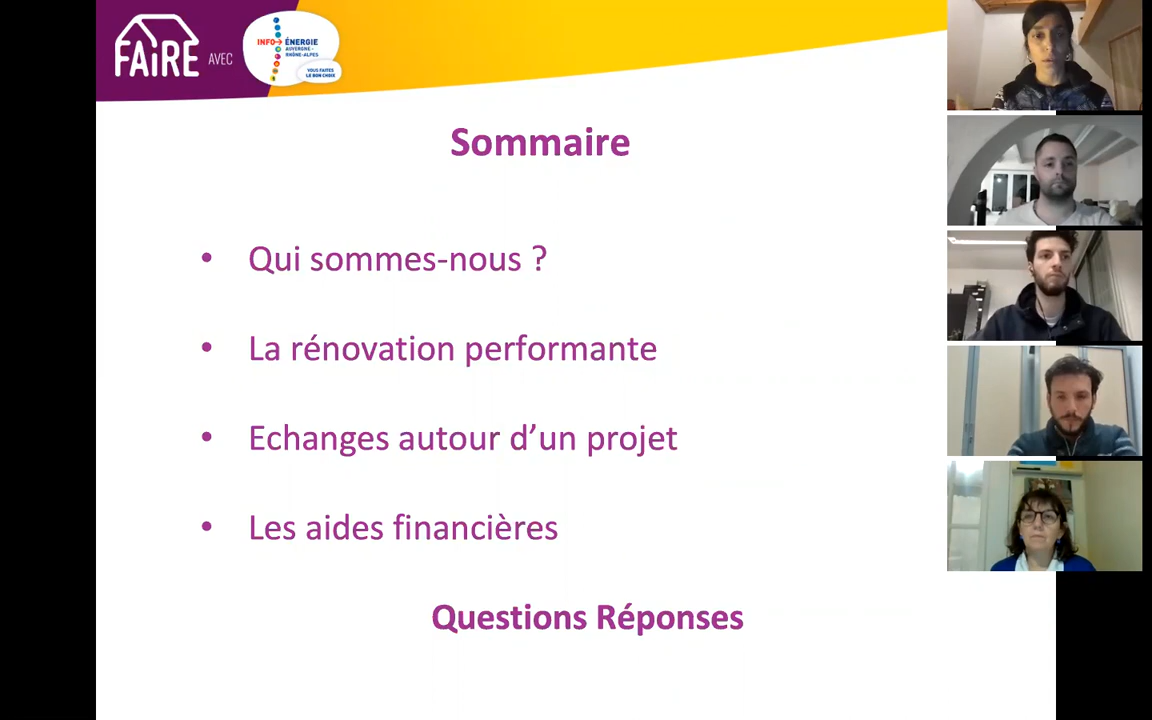 FAIRE AVEC
INFO ÉNERGIE
AUVERGNE -
RHÔNE-ALPES
VOUS FAITES
LE BON CHOIX
Sommaire
• Qui sommes-nous ?
• La rénovation performante
• Echanges autour d’un projet
• Les aides financières
Questions Réponses